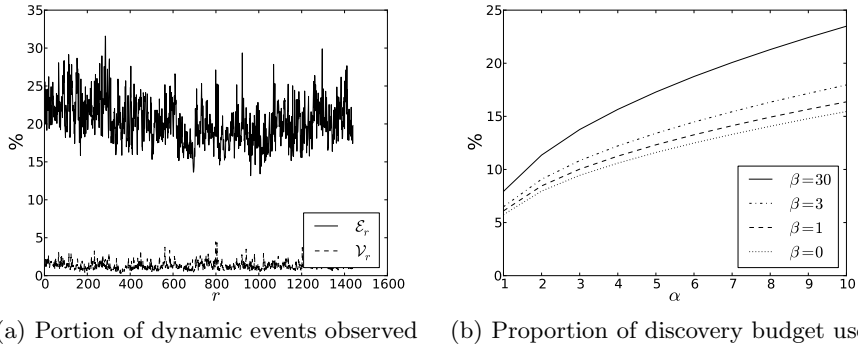 35
30
25
20
15
10
5
0
%
0 200 400 600 800 1000 1200 1400 1600
r
ℰ_r
𝒱_r
25
20
15
10
5
0
%
1 2 3 4 5 6 7 8 9 10
α
β=30
β=3
β=1
β=0
a) Portion of dynamic events observed
(b) Proportion of discovery budget use